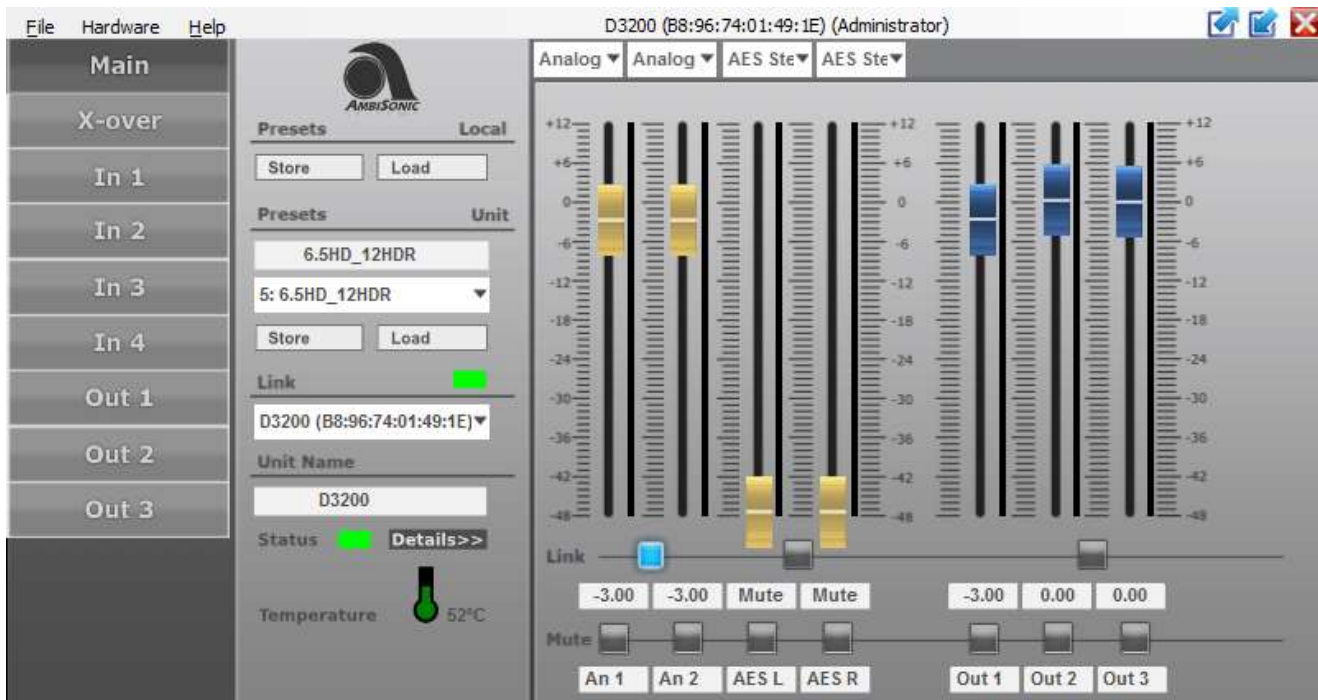 File Hardware Help
D3200 (B8:96:74:01:49:1E) (Administrator)
Main
X-over
In 1
In 2
In 3
In 4
Out 1
Out 2
Out 3
AMBISONIC
Presets Local
Store Load
Presets Unit
6.5HD_12HDR
5: 6.5HD_12HDR
Store Load
Link
D3200 (B8:96:74:01:49:1E)
Unit Name
D3200
Status Details>>
Temperature 52°C
Analog Analog AES Ste AES Ste
+12 +12 +12
+6 +6 +6
0 0 0
-6 -6 -6
-12 -12 -12
-18 -18 -18
-24 -24 -24
-30 -30 -30
-36 -36 -36
-42 -42 -42
-48 -48 -48
Link
-3.00 -3.00 Mute Mute -3.00 0.00 0.00
Mute
An 1 An 2 AES L AES R Out 1 Out 2 Out 3